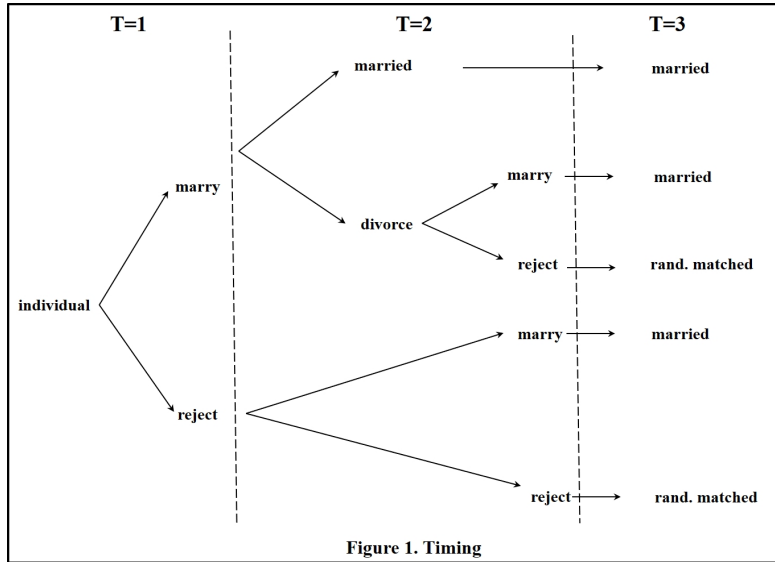 T=1 T=2 T=3
married married
marry marry married
divorce
reject rand. matched
individual
marry married
reject
reject rand. matched
Figure 1. Timing